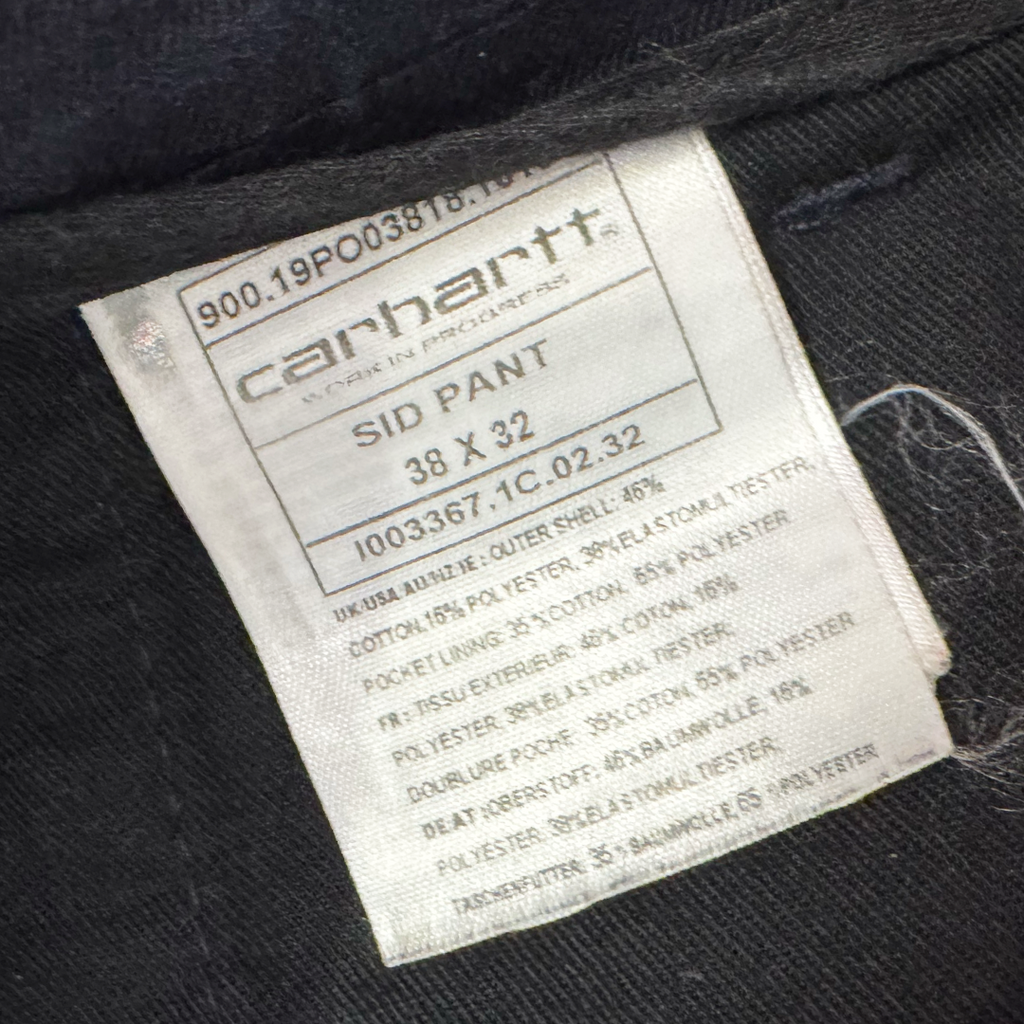 900.19PO03818.101
carhartt
WORK IN PROGRESS
SID PANT
38 X 32
I003367.1C.02.32
UK/USA AU/NZ IE : OUTER SHELL: 46%
COTTON, 16% POLYESTER, 38% ELASTOMULTIESTER,
POCKET LINING: 35% COTTON, 65% POLYESTER
FR : TISSU EXTERIEUR: 46% COTON, 16%
POLYESTER, 38% ELASTOMULTIESTER,
DOUBLURE POCHE: 35% COTON, 65% POLYESTER
DE AT : OBERSTOFF: 46% BAUMWOLLE, 16%
POLYESTER, 38% ELASTOMULTIESTER,
TASCHENFUTTER: 35% BAUMWOLLE, 65% POLYESTER